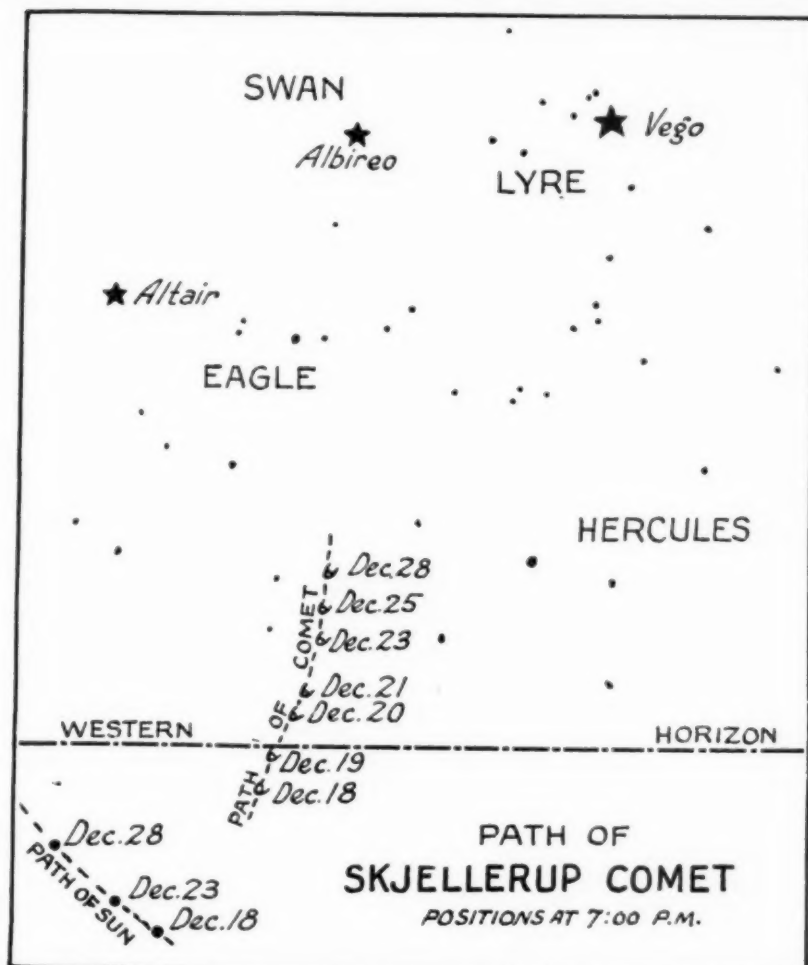 SWAN
Albireo
Vega
LYRE
Altair
EAGLE
HERCULES
Dec.28
Dec.25
Dec.23
Dec.21
Dec.20
PATH OF COMET
WESTERN HORIZON
Dec.19
Dec.18
Dec.28
Dec.23
Dec.18
PATH OF SUN
PATH OF
SKJELLERUP COMET
POSITIONS AT 7:00 P.M.